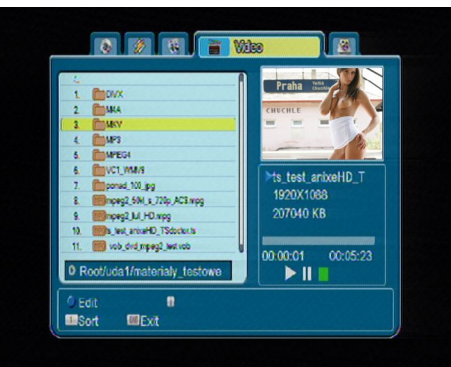 Video
1. DIVX
2. M4A
3. MKV
4. MP3
5. MPEG4
6. VC1_WMV9
7. ponad_100_jpg
8. mpeg2_50M_s_720p_AC3.mpg
9. mpeg2_full_HD.mpg
10. ts_test_anixeHD_TSdoctor.ts
11. vob_dvd_mpeg2_test.vob
Root/uda1/materialy_testowe
Praha
CHUCHLE
ts_test_anixeHD_T
1920X1088
207040 KB
00:00:01 00:05:23
Edit
Sort Exit